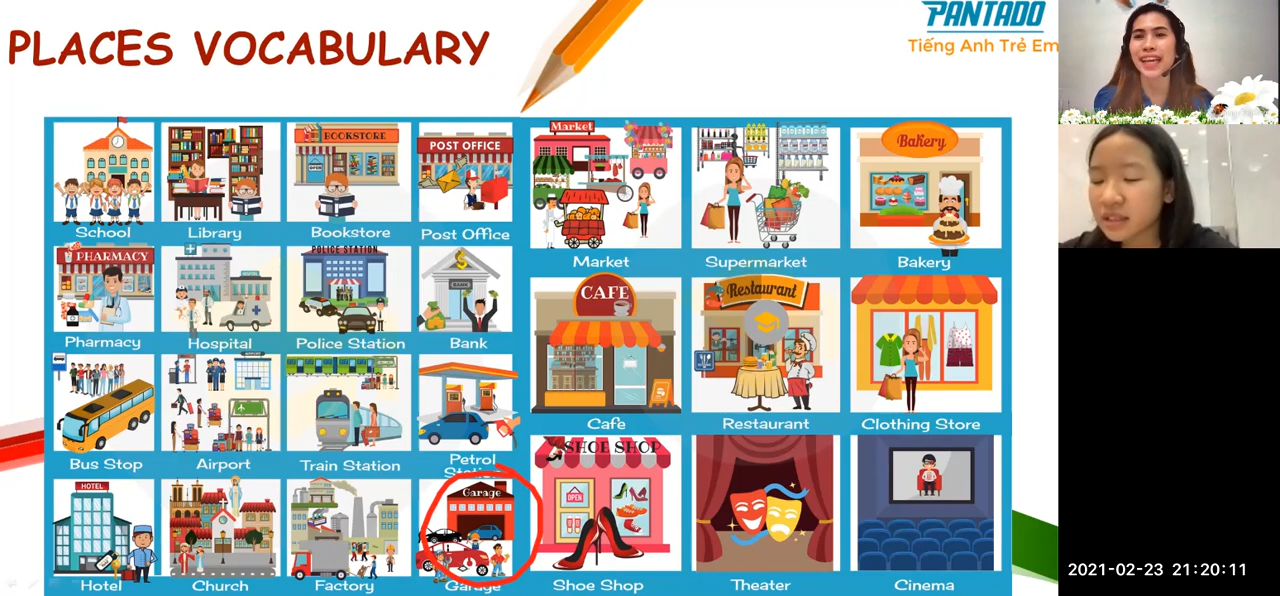 PLACES VOCABULARY
PANTADO
Tiếng Anh Trẻ Em
BOOKSTORE
OPEN
POST OFFICE
School
Library
Bookstore
Post Office
PHARMACY
POLICE STATION
BANK
Pharmacy
Hospital
Police Station
Bank
AIRPORT
Bus Stop
Airport
Train Station
Petrol
Station
HOTEL
Garage
Hotel
Church
Factory
Garage
Market
Bakery
Market
Supermarket
Bakery
CAFE
Restaurant
Cafe
Restaurant
Clothing Store
SHOE SHOP
OPEN
Shoe Shop
Theater
Cinema
2021-02-23 21:20:11